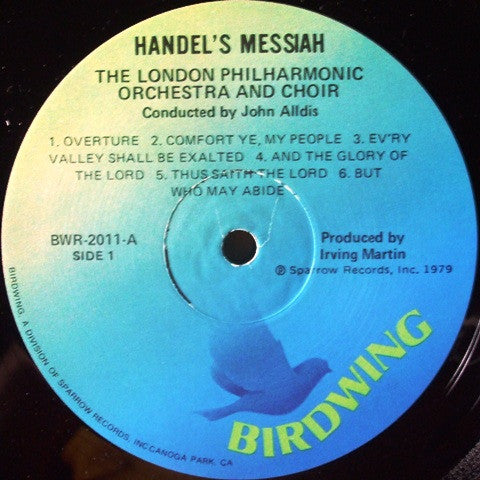 HANDEL'S MESSIAH
THE LONDON PHILHARMONIC
ORCHESTRA AND CHOIR
Conducted by John Alldis
1. OVERTURE 2. COMFORT YE, MY PEOPLE 3. EV'RY
VALLEY SHALL BE EXALTED 4. AND THE GLORY OF
THE LORD 5. THUS SAITH THE LORD 6. BUT
WHO MAY ABIDE
BWR-2011-A
SIDE 1
Produced by
Irving Martin
℗ Sparrow Records, Inc. 1979
BIRDWING
BIRDWING, A DIVISION OF SPARROW RECORDS, INC. CANOGA PARK, CA